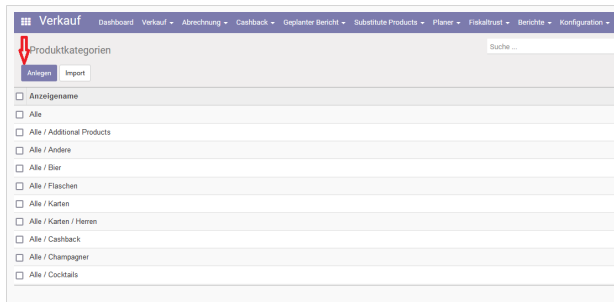 Verkauf Dashboard Verkauf Abrechnung Cashback Geplanter Bericht Substitute Products Planer Fiskaltrust Berichte Konfiguration
Produktkategorien Suche ...
Anlegen Import
Anzeigename
Alle
Alle / Additional Products
Alle / Andere
Alle / Bier
Alle / Flaschen
Alle / Karten
Alle / Karten / Herren
Alle / Cashback
Alle / Champagner
Alle / Cocktails